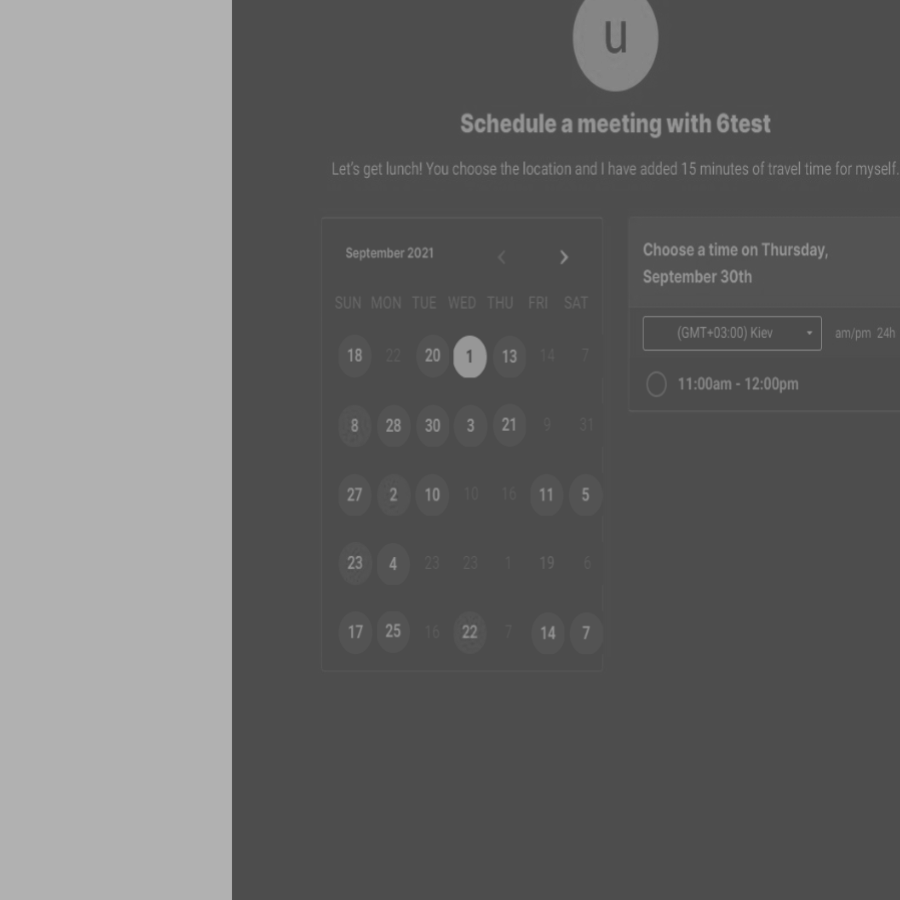 u
Schedule a meeting with 6test
Let's get lunch! You choose the location and I have added 15 minutes of travel time for myself.
September 2021
SUN MON TUE WED THU FRI SAT
18 22 20 1 13 14 7
8 28 30 3 21 9 31
27 2 10 10 16 11 5
23 4 23 23 1 19 6
17 25 16 22 7 14 7
Choose a time on Thursday,
September 30th
(GMT+03:00) Kiev am/pm 24h
11:00am - 12:00pm